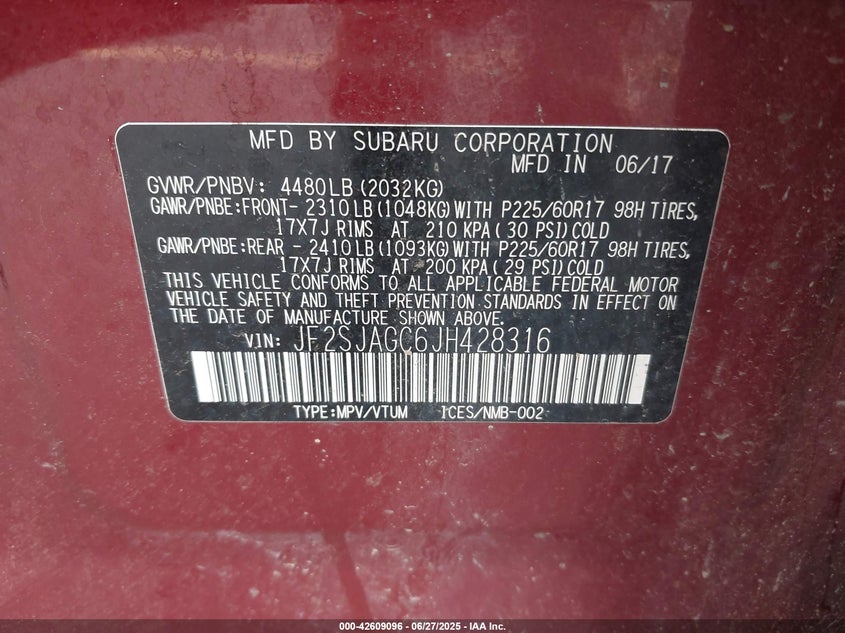 MFD BY SUBARU CORPORATION
MFD IN 06/17
GVWR/PNBV: 4480LB(2032KG)
GAWR/PNBE:FRONT- 2310LB(1048KG)WITH P225/60R17 98H TIRES,
17X7J RIMS AT 210 KPA( 30 PSI)COLD
GAWR/PNBE:REAR - 2410LB(1093KG)WITH P225/60R17 98H TIRES,
17X7J RIMS AT 200 KPA( 29 PSI)COLD
THIS VEHICLE CONFORMS TO ALL APPLICABLE FEDERAL MOTOR
VEHICLE SAFETY AND THEFT PREVENTION STANDARDS IN EFFECT ON
THE DATE OF MANUFACTURE SHOWN ABOVE.
VIN: JF2SJAGC6JH428316
TYPE:MPV/VTUM ICES/NMB-002
000-42609096 - 06/27/2025 - IAA Inc.